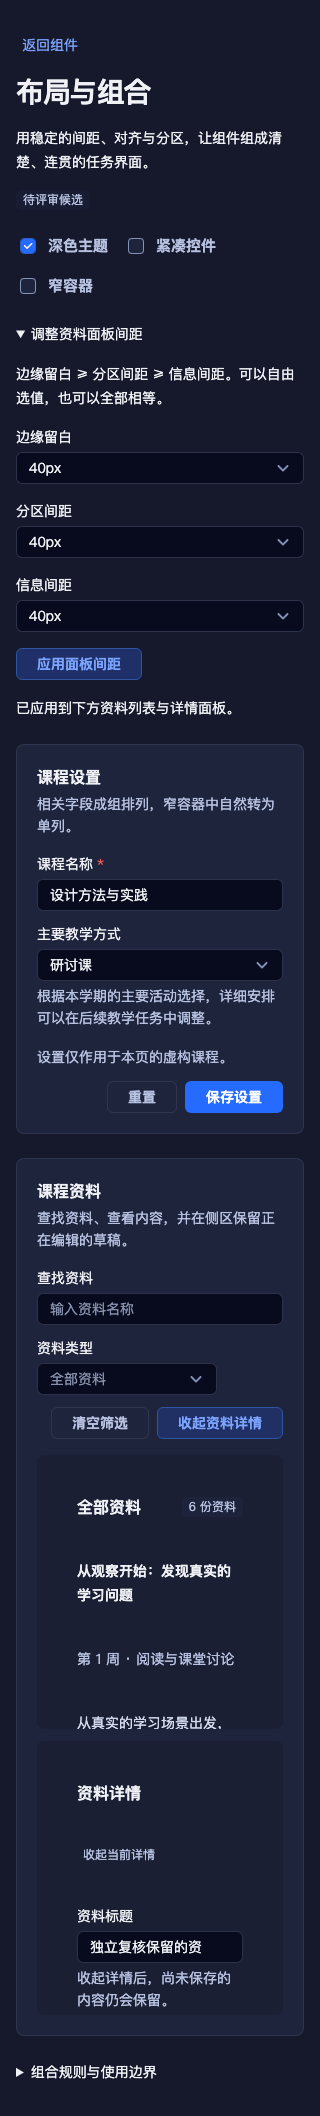 返回组件
布局与组合
用稳定的间距、对齐与分区，让组件组成清
楚、连贯的任务界面。
待评审候选
深色主题 紧凑控件
窄容器
▼ 调整资料面板间距
边缘留白 ≥ 分区间距 ≥ 信息间距。可以自由
选值，也可以全部相等。
边缘留白
40px
分区间距
40px
信息间距
40px
应用面板间距
已应用到下方资料列表与详情面板。
课程设置
相关字段成组排列，窄容器中自然转为
单列。
课程名称 *
设计方法与实践
主要教学方式
研讨课
根据本学期的主要活动选择，详细安排
可以在后续教学任务中调整。
设置仅作用于本页的虚构课程。
重置 保存设置
课程资料
查找资料、查看内容，并在侧区保留正
在编辑的草稿。
查找资料
输入资料名称
资料类型
全部资料
清空筛选 收起资料详情
全部资料 6 份资料
从观察开始：发现真实的
学习问题
第 1 周 · 阅读与课堂讨论
从真实的学习场景出发，
资料详情
收起当前详情
资料标题
独立复核保留的资
收起详情后，尚未保存的
内容仍会保留。
▶ 组合规则与使用边界